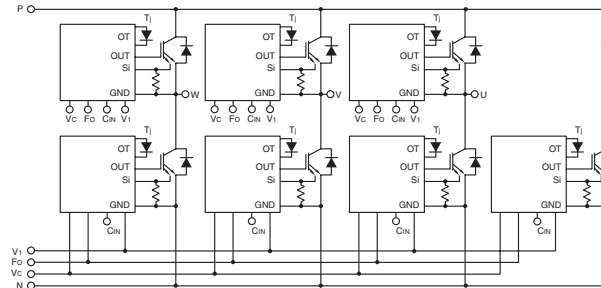 P
Tj Tj Tj
OT OT OT
OUT OUT OUT
Si Si Si
GND W GND V GND U
VC FO CIN V1 VC FO CIN V1 VC FO CIN V1
Tj Tj Tj Tj
OT OT OT OT
OUT OUT OUT OUT
Si Si Si Si
GND GND GND GND
CIN CIN CIN CIN
V1
FO
VC
N